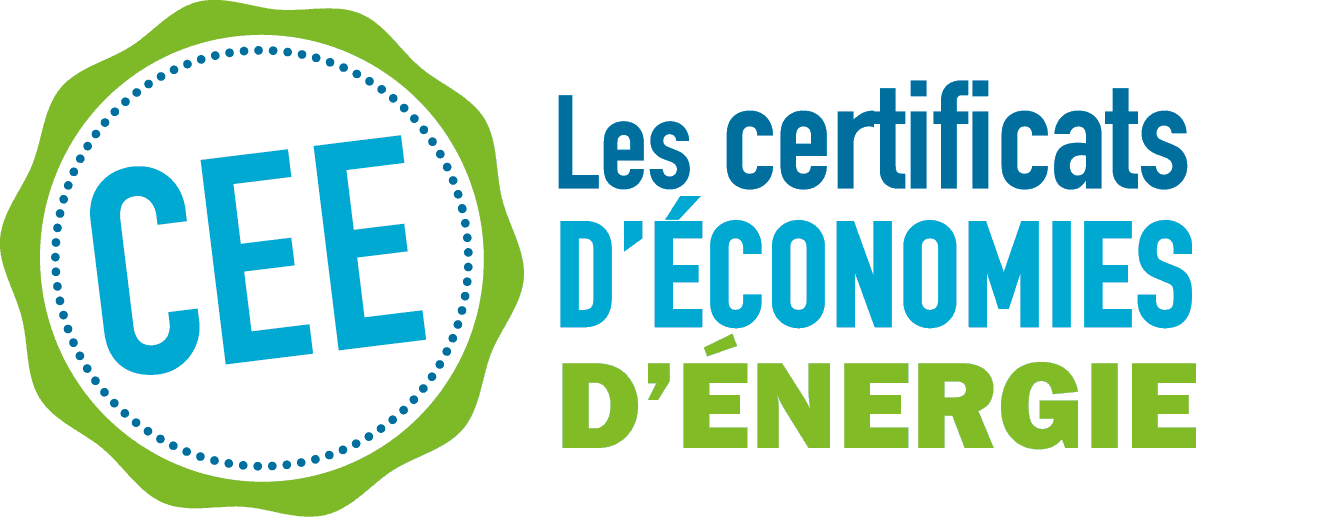 CEE
Les certificats
D'ÉCONOMIES
D'ÉNERGIE